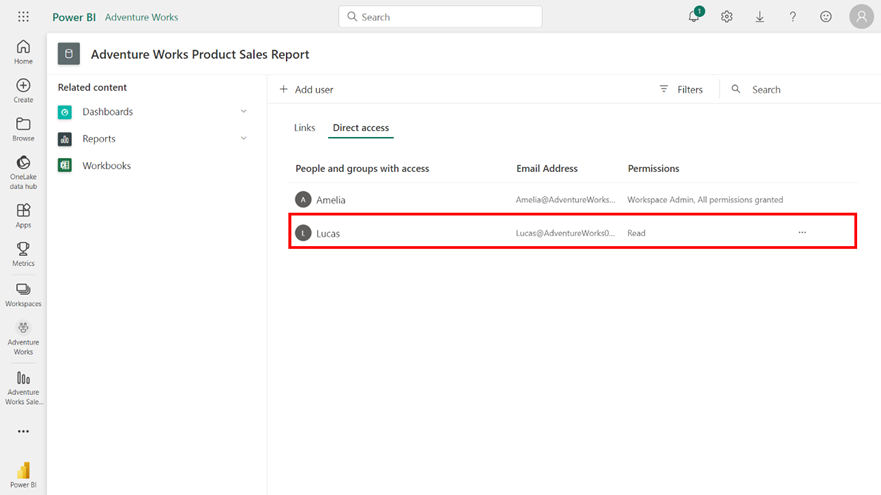 Power BI Adventure Works
Search
1
Home
Create
Browse
OneLake
data hub
Apps
Metrics
Workspaces
Adventure
Works
Adventure
Works Sale...
Power BI
Adventure Works Product Sales Report
Related content
Dashboards
Reports
Workbooks
Add user
Filters
Search
Links Direct access
People and groups with access Email Address Permissions
A Amelia Amelia@AdventureWorks... Workspace Admin, All permissions granted
L Lucas Lucas@AdventureWorks0... Read ...